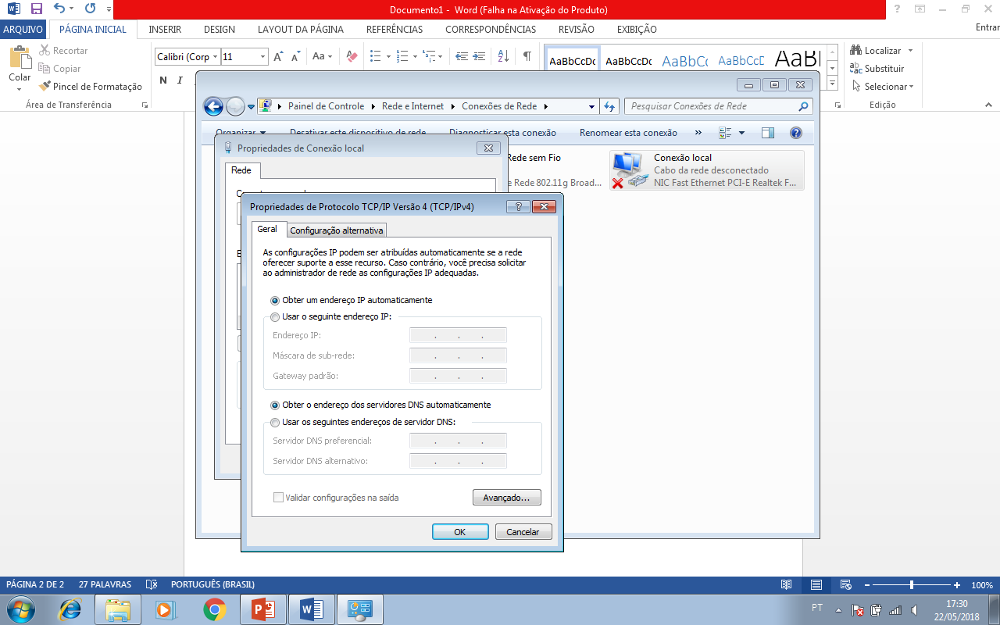 Documento1 - Word (Falha na Ativação do Produto)
ARQUIVO PÁGINA INICIAL INSERIR DESIGN LAYOUT DA PÁGINA REFERÊNCIAS CORRESPONDÊNCIAS REVISÃO EXIBIÇÃO Entrar
Colar
Recortar
Copiar
Pincel de Formatação
Área de Transferência
Calibri (Corp 11
N I
AaBbCcDc AaBbCcDc AaBbCc AaBbCcD AaBb
Localizar
Substituir
Selecionar
Edição
Painel de Controle Rede e Internet Conexões de Rede
Pesquisar Conexões de Rede
Organizar Desativar este dispositivo de rede Diagnosticar esta conexão Renomear esta conexão »
Propriedades de Conexão local
Rede
Rede sem Fio
e Rede 802.11g Broad...
Conexão local
Cabo da rede desconectado
NIC Fast Ethernet PCI-E Realtek F...
Propriedades de Protocolo TCP/IP Versão 4 (TCP/IPv4)
Geral Configuração alternativa
As configurações IP podem ser atribuídas automaticamente se a rede
oferecer suporte a esse recurso. Caso contrário, você precisa solicitar
ao administrador de rede as configurações IP adequadas.
Obter um endereço IP automaticamente
Usar o seguinte endereço IP:
Endereço IP:
Máscara de sub-rede:
Gateway padrão:
Obter o endereço dos servidores DNS automaticamente
Usar os seguintes endereços de servidor DNS:
Servidor DNS preferencial:
Servidor DNS alternativo:
Validar configurações na saída
Avançado...
OK Cancelar
PÁGINA 2 DE 2 27 PALAVRAS PORTUGUÊS (BRASIL) 100%
PT
17:30
22/05/2018